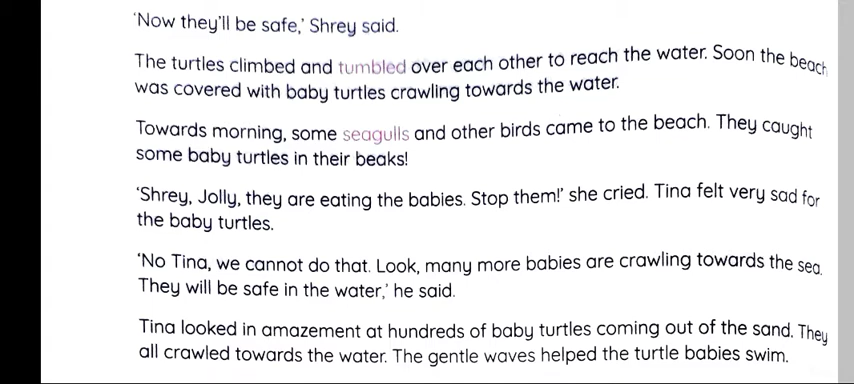 ‘Now they’ll be safe,’ Shrey said.
The turtles climbed and tumbled over each other to reach the water. Soon the beach
was covered with baby turtles crawling towards the water.
Towards morning, some seagulls and other birds came to the beach. They caught
some baby turtles in their beaks!
‘Shrey, Jolly, they are eating the babies. Stop them!’ she cried. Tina felt very sad for
the baby turtles.
‘No Tina, we cannot do that. Look, many more babies are crawling towards the sea.
They will be safe in the water,’ he said.
Tina looked in amazement at hundreds of baby turtles coming out of the sand. They
all crawled towards the water. The gentle waves helped the turtle babies swim.